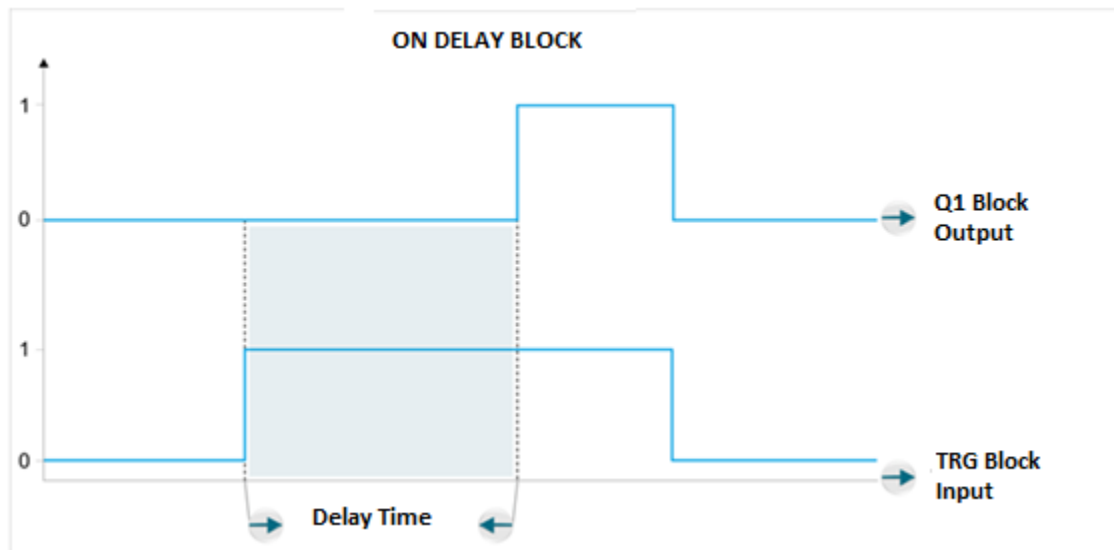 ON DELAY BLOCK
1
0
Q1 Block
Output
1
0
TRG Block
Input
Delay Time